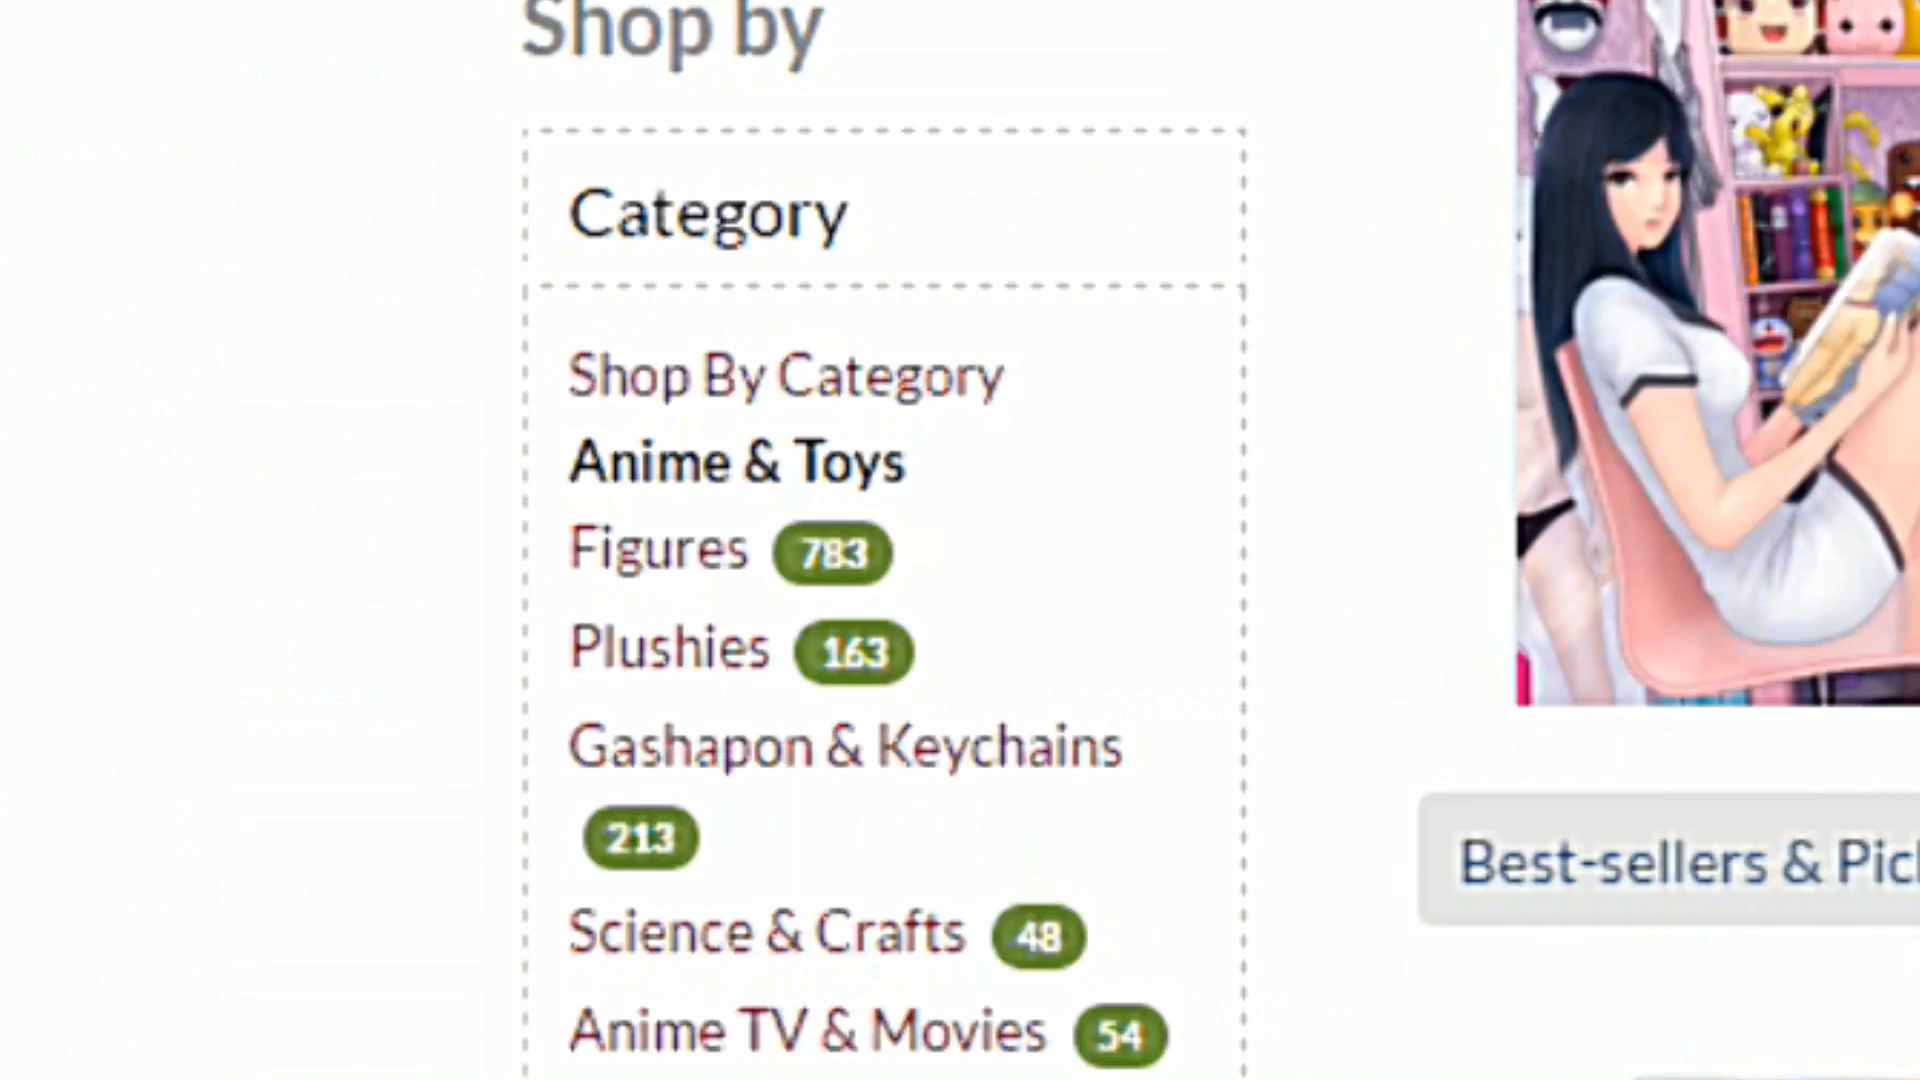 Shop by
Category
Shop By Category
Anime & Toys
Figures 783
Plushies 163
Gashapon & Keychains
213
Science & Crafts 48
Anime TV & Movies 54
Best-sellers &